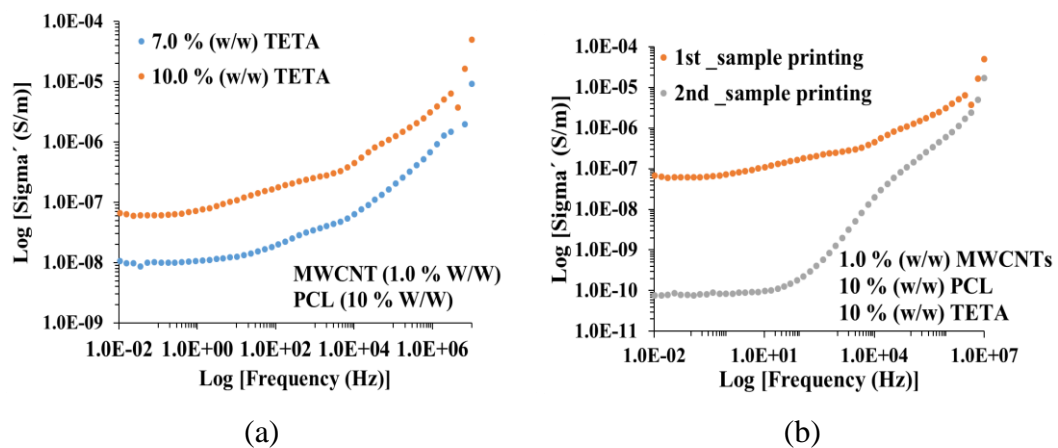 1.0E-04
7.0 % (w/w) TETA
10.0 % (w/w) TETA
1.0E-05
1.0E-06
1.0E-07
1.0E-08
1.0E-09
Log [Sigma´ (S/m)]
MWCNT (1.0 % W/W)
PCL (10 % W/W)
1.0E-02 1.0E+00 1.0E+02 1.0E+04 1.0E+06
Log [Frequency (Hz)]
(a)
1.0E-04
1st _sample printing
2nd _sample printing
1.0E-05
1.0E-06
1.0E-07
1.0E-08
1.0E-09
1.0E-10
1.0E-11
Log [Sigma´ (S/m)]
1.0 % (w/w) MWCNTs
10 % (w/w) PCL
10 % (w/w) TETA
1.0E-02 1.0E+01 1.0E+04 1.0E+07
Log [Frequency (Hz)]
(b)